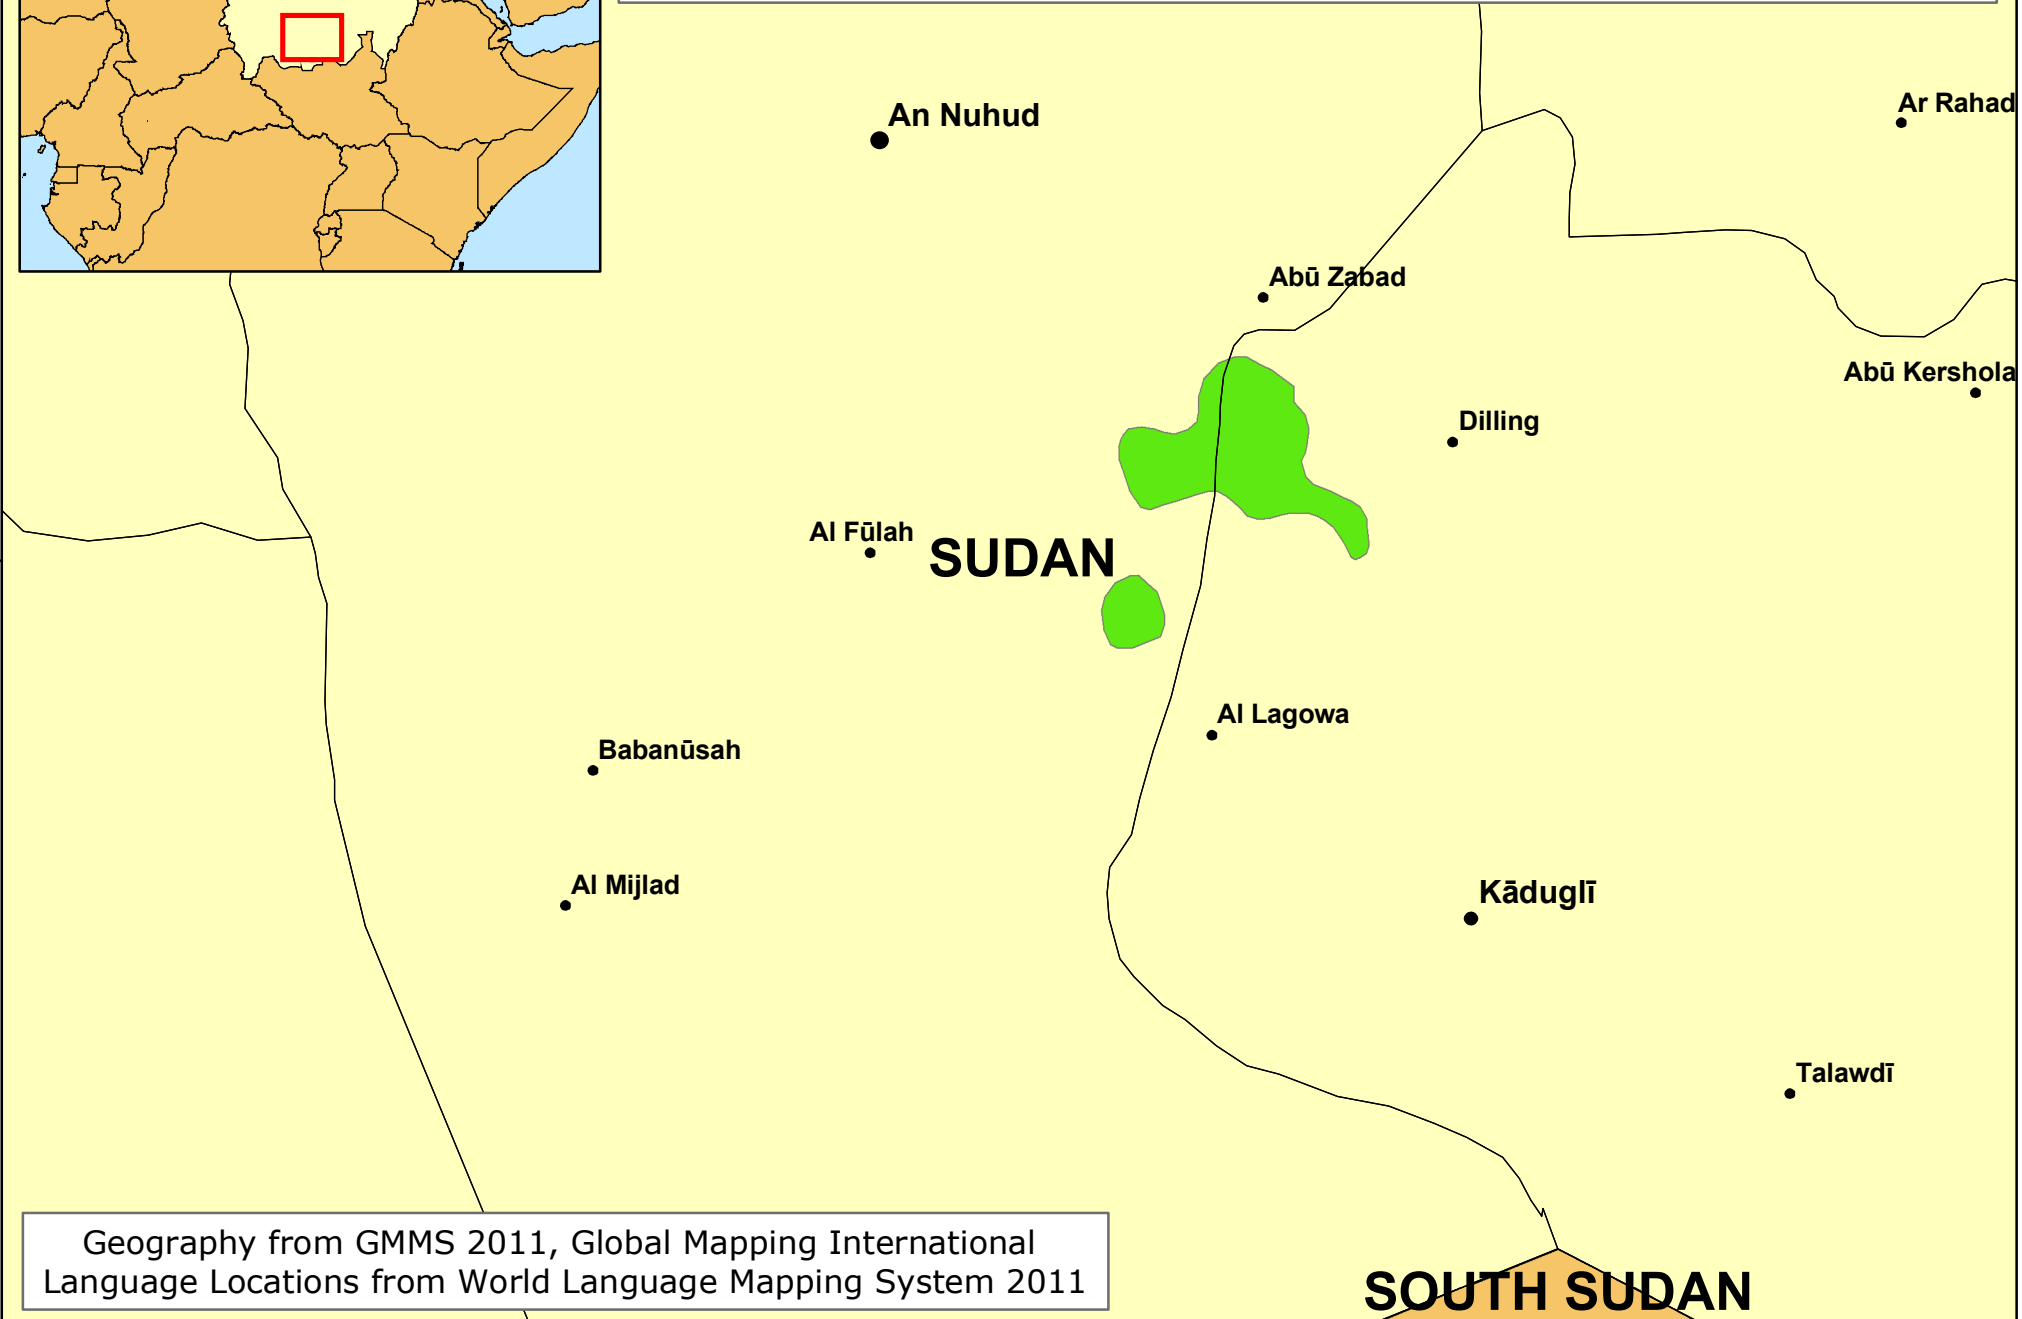 Ar Rahad
An Nuhud
Abū Zabad
Abū Kershola
Dilling
Al Fūlah
SUDAN
Al Lagowa
Babanūsah
Al Mijlad
Kāduglī
Talawdī
Geography from GMMS 2011, Global Mapping International
Language Locations from World Language Mapping System 2011
SOUTH SUDAN